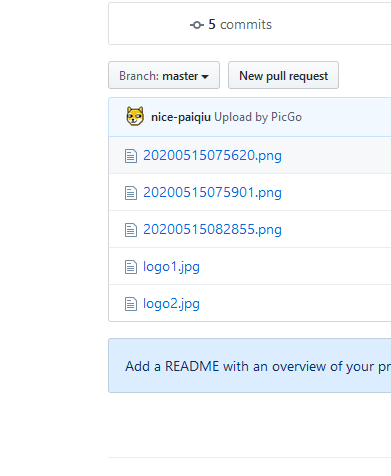 5 commits
Branch: master
New pull request
nice-paiqiu Upload by PicGo
20200515075620.png
20200515075901.png
20200515082855.png
logo1.jpg
logo2.jpg
Add a README with an overview of your pr